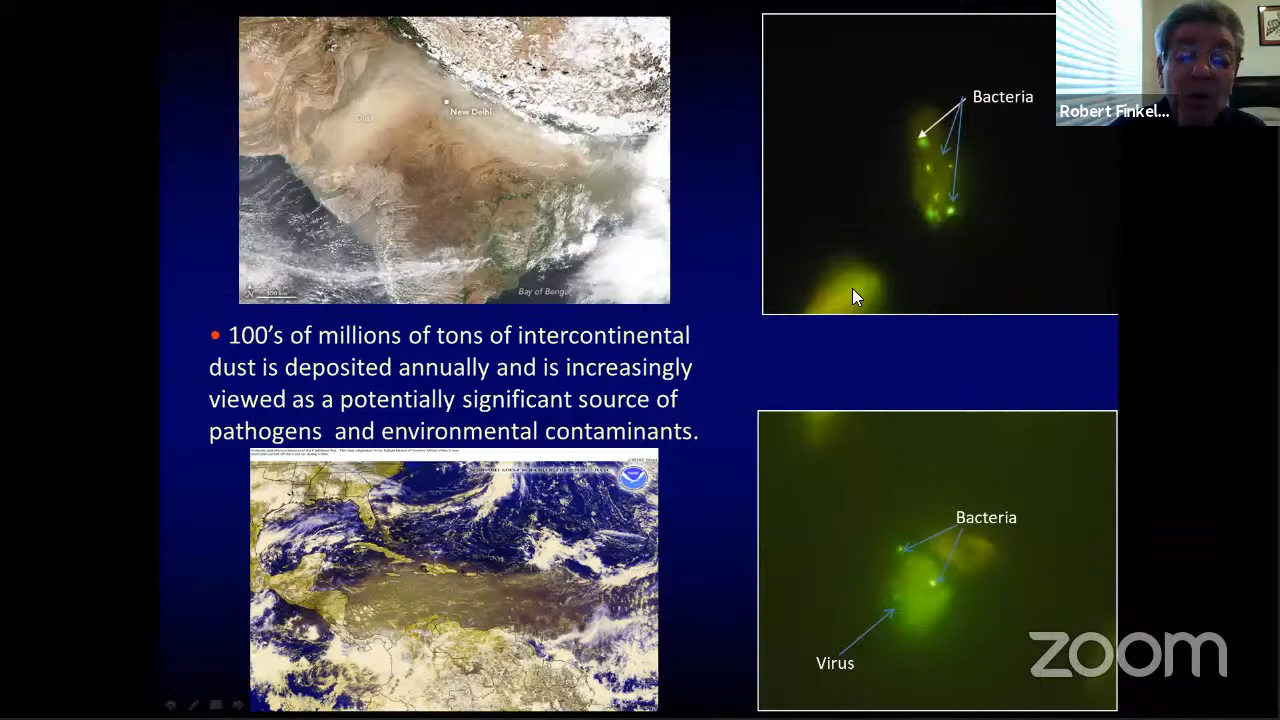 New Delhi
Bay of Bengal
Bacteria
Robert Finkel...
• 100’s of millions of tons of intercontinental
dust is deposited annually and is increasingly
viewed as a potentially significant source of
pathogens and environmental contaminants.
Bacteria
Virus
zoom